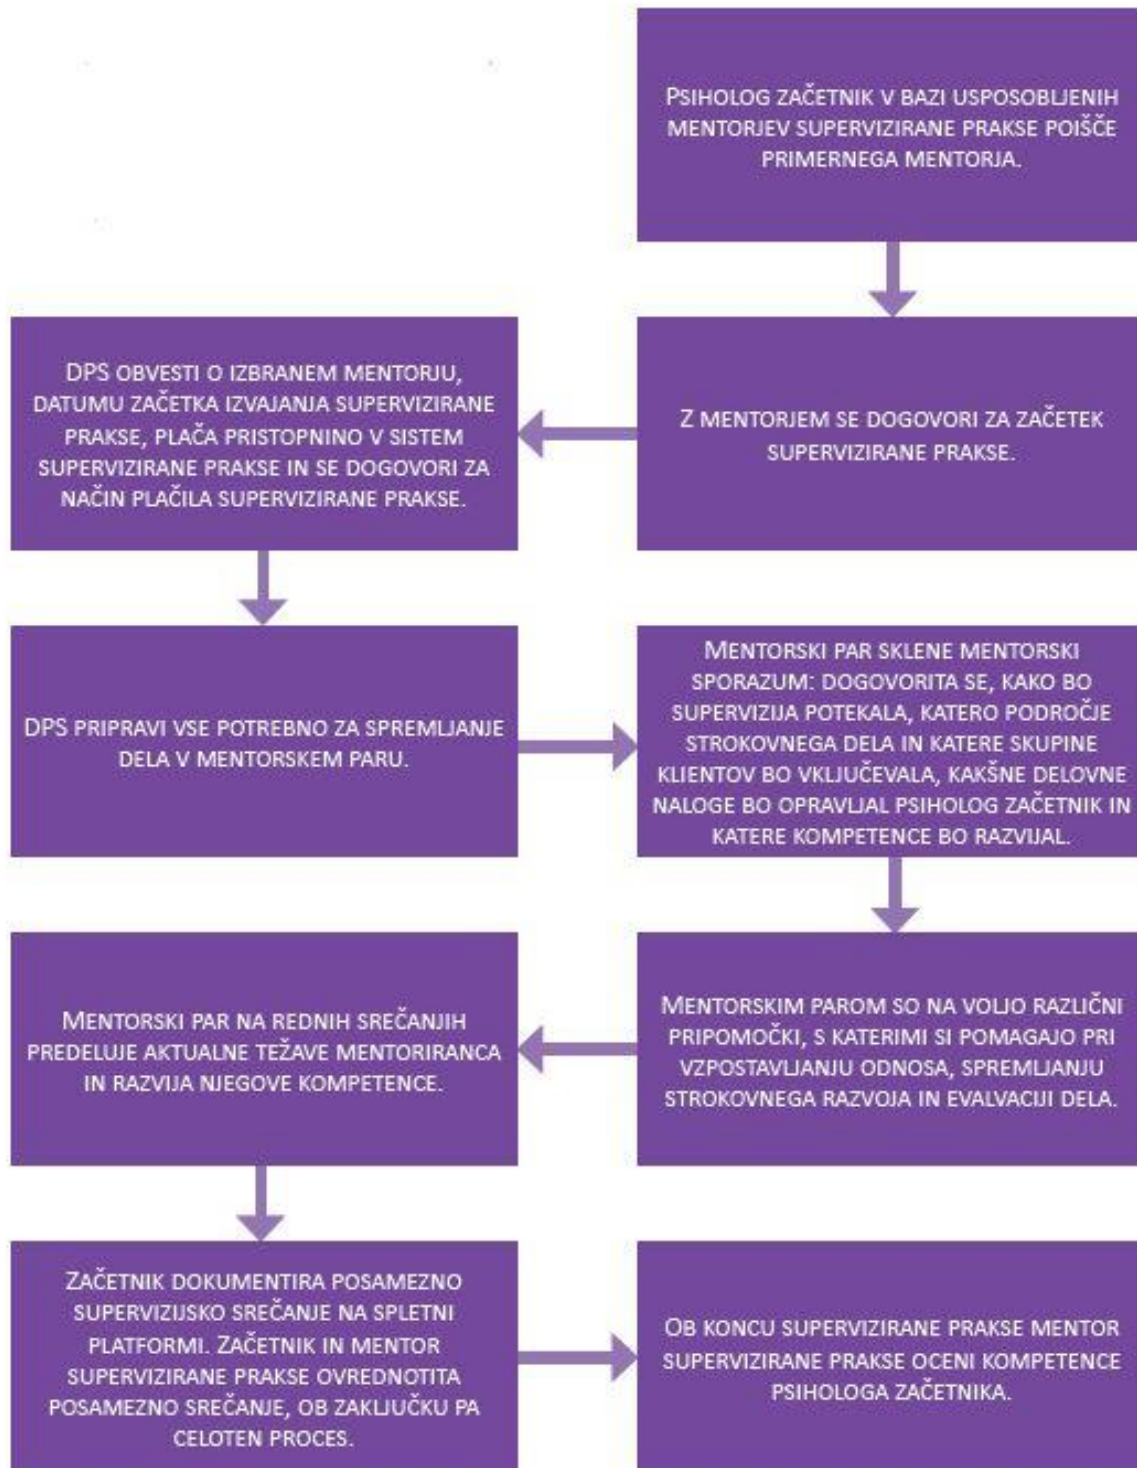 Psiholog začetnik v bazi usposobljenih
mentorjev supervizirane prakse poišče
primernega mentorja.
Z mentorjem se dogovori za začetek
supervizirane prakse.
DPS obvesti o izbranem mentorju,
datumu začetka izvajanja supervizirane
prakse, plača pristopnino v sistem
supervizirane prakse in se dogovori za
način plačila supervizirane prakse.
DPS pripravi vse potrebno za spremljanje
dela v mentorskem paru.
Mentorski par sklene mentorski
sporazum: dogovorita se, kako bo
supervizija potekala, katero področje
strokovnega dela in katere skupine
klientov bo vključevala, kakšne delovne
naloge bo opravljal psiholog začetnik in
katere kompetence bo razvijal.
Mentorskim parom so na voljo različni
pripomočki, s katerimi si pomagajo pri
vzpostavljanju odnosa, spremljanju
strokovnega razvoja in evalvaciji dela.
Mentorski par na rednih srečanjih
predeluje aktualne težave mentoriranca
in razvija njegove kompetence.
Začetnik dokumentira posamezno
supervizijsko srečanje na spletni
platformi. Začetnik in mentor
supervizirane prakse ovrednotita
posamezno srečanje, ob zaključku pa
celoten proces.
Ob koncu supervizirane prakse mentor
supervizirane prakse oceni kompetence
psihologa začetnika.